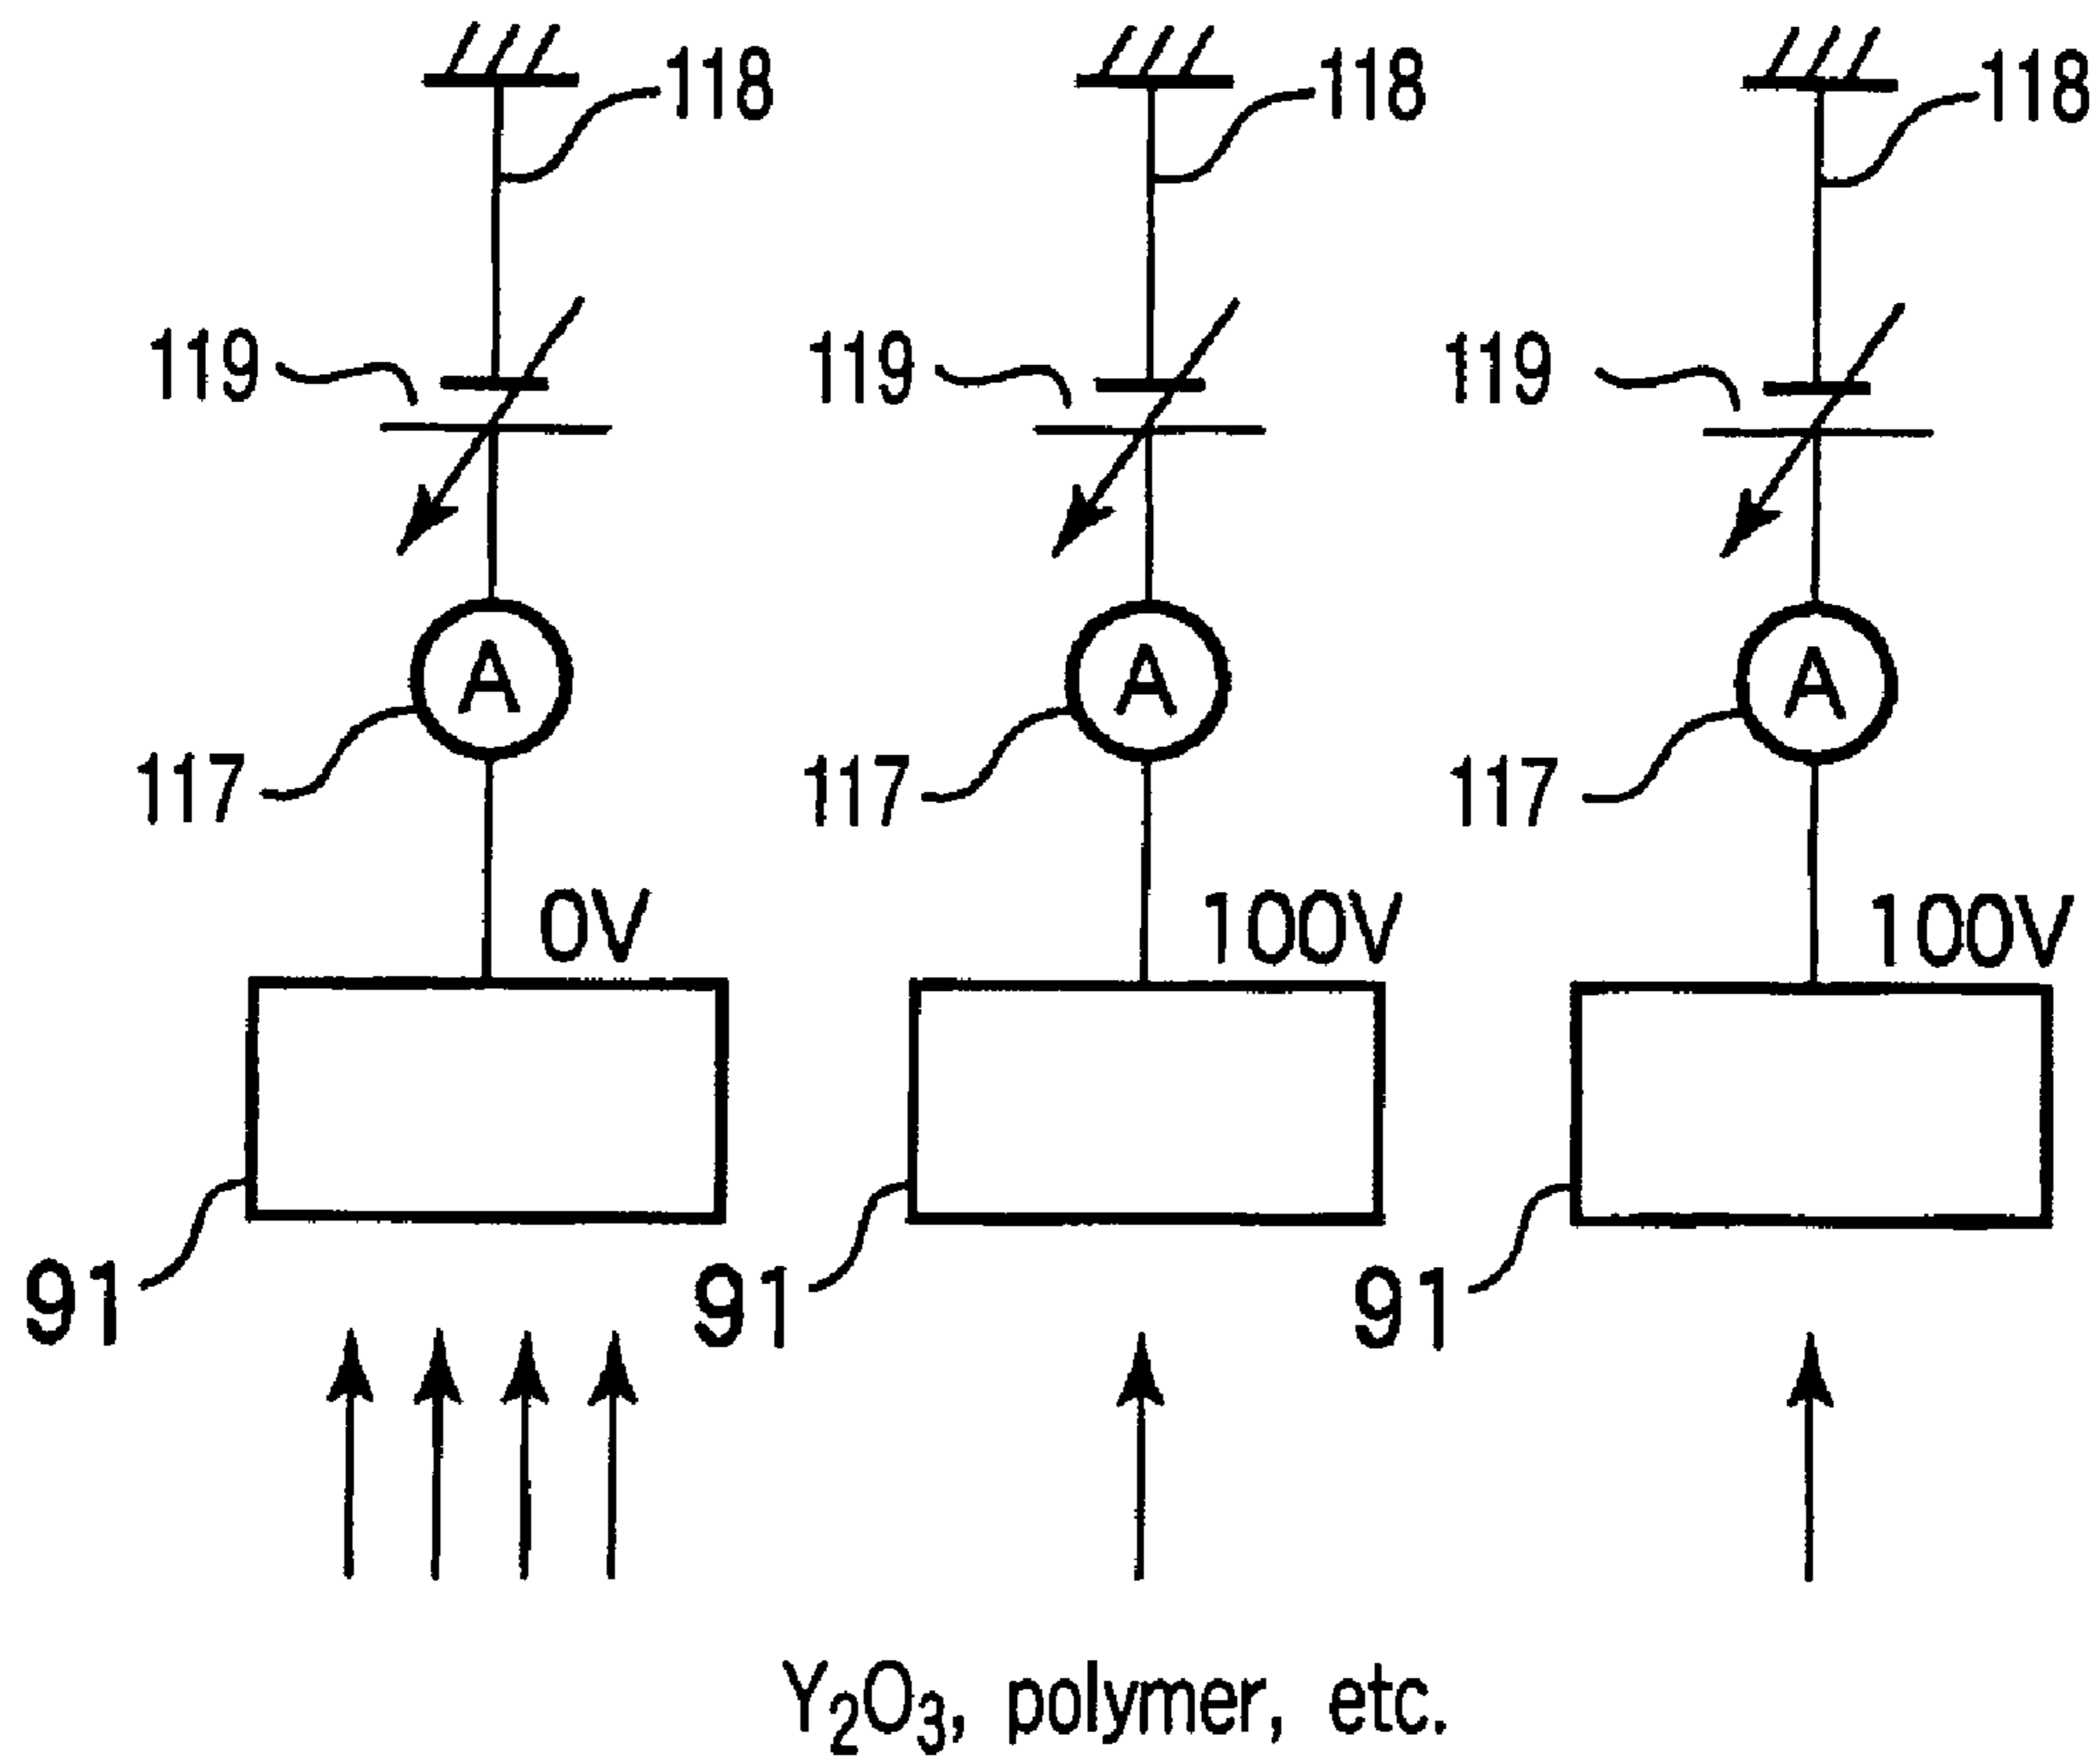 118 118 118
119 119 119
A A A
117 117 117
0V 100V 100V
91 91 91
Y₂O₃, polymer, etc.